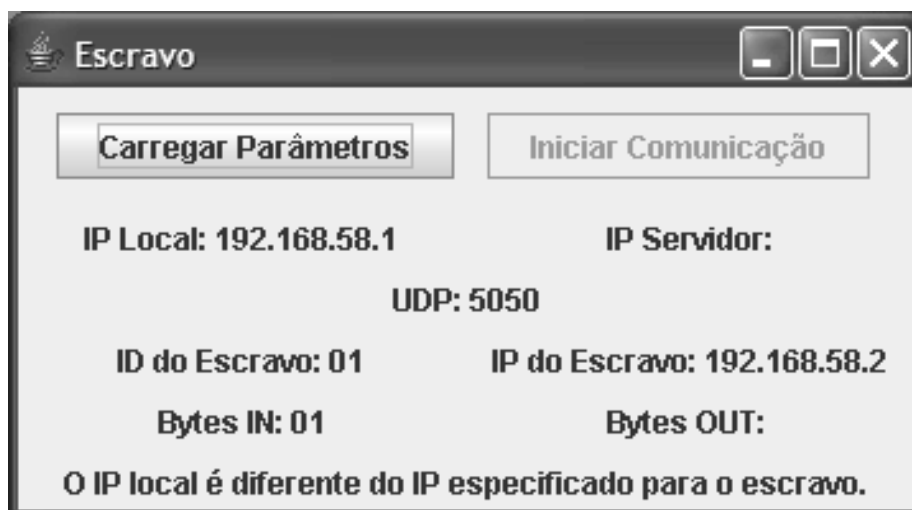 Escravo
Carregar Parâmetros Iniciar Comunicação
IP Local: 192.168.58.1 IP Servidor:
UDP: 5050
ID do Escravo: 01 IP do Escravo: 192.168.58.2
Bytes IN: 01 Bytes OUT:
O IP local é diferente do IP especificado para o escravo.